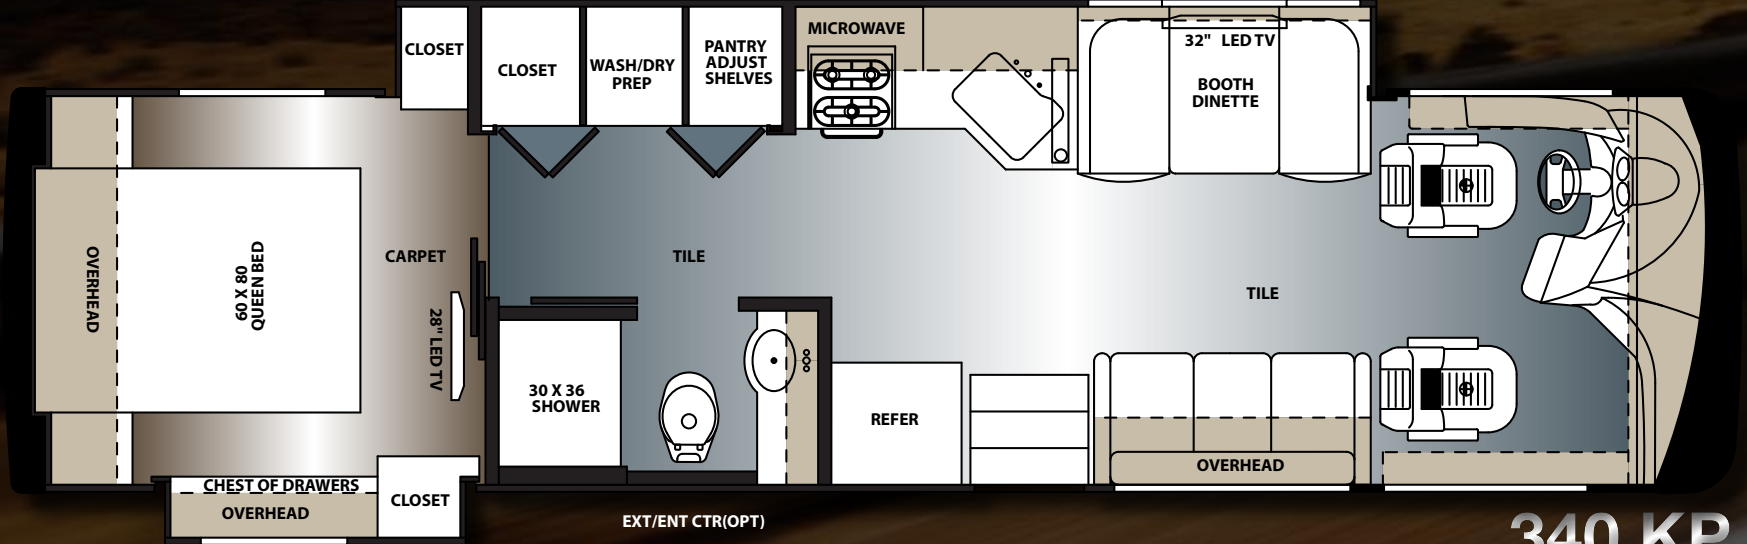 CLOSET
CLOSET
WASH/DRY
PREP
PANTRY
ADJUST
SHELVES
MICROWAVE
32" LED TV
BOOTH
DINETTE
OVERHEAD
60 X 80
QUEEN BED
CARPET
28" LED TV
TILE
TILE
30 X 36
SHOWER
REFER
OVERHEAD
CHEST OF DRAWERS
OVERHEAD
CLOSET
EXT/ENT CTR(OPT)
340 KP